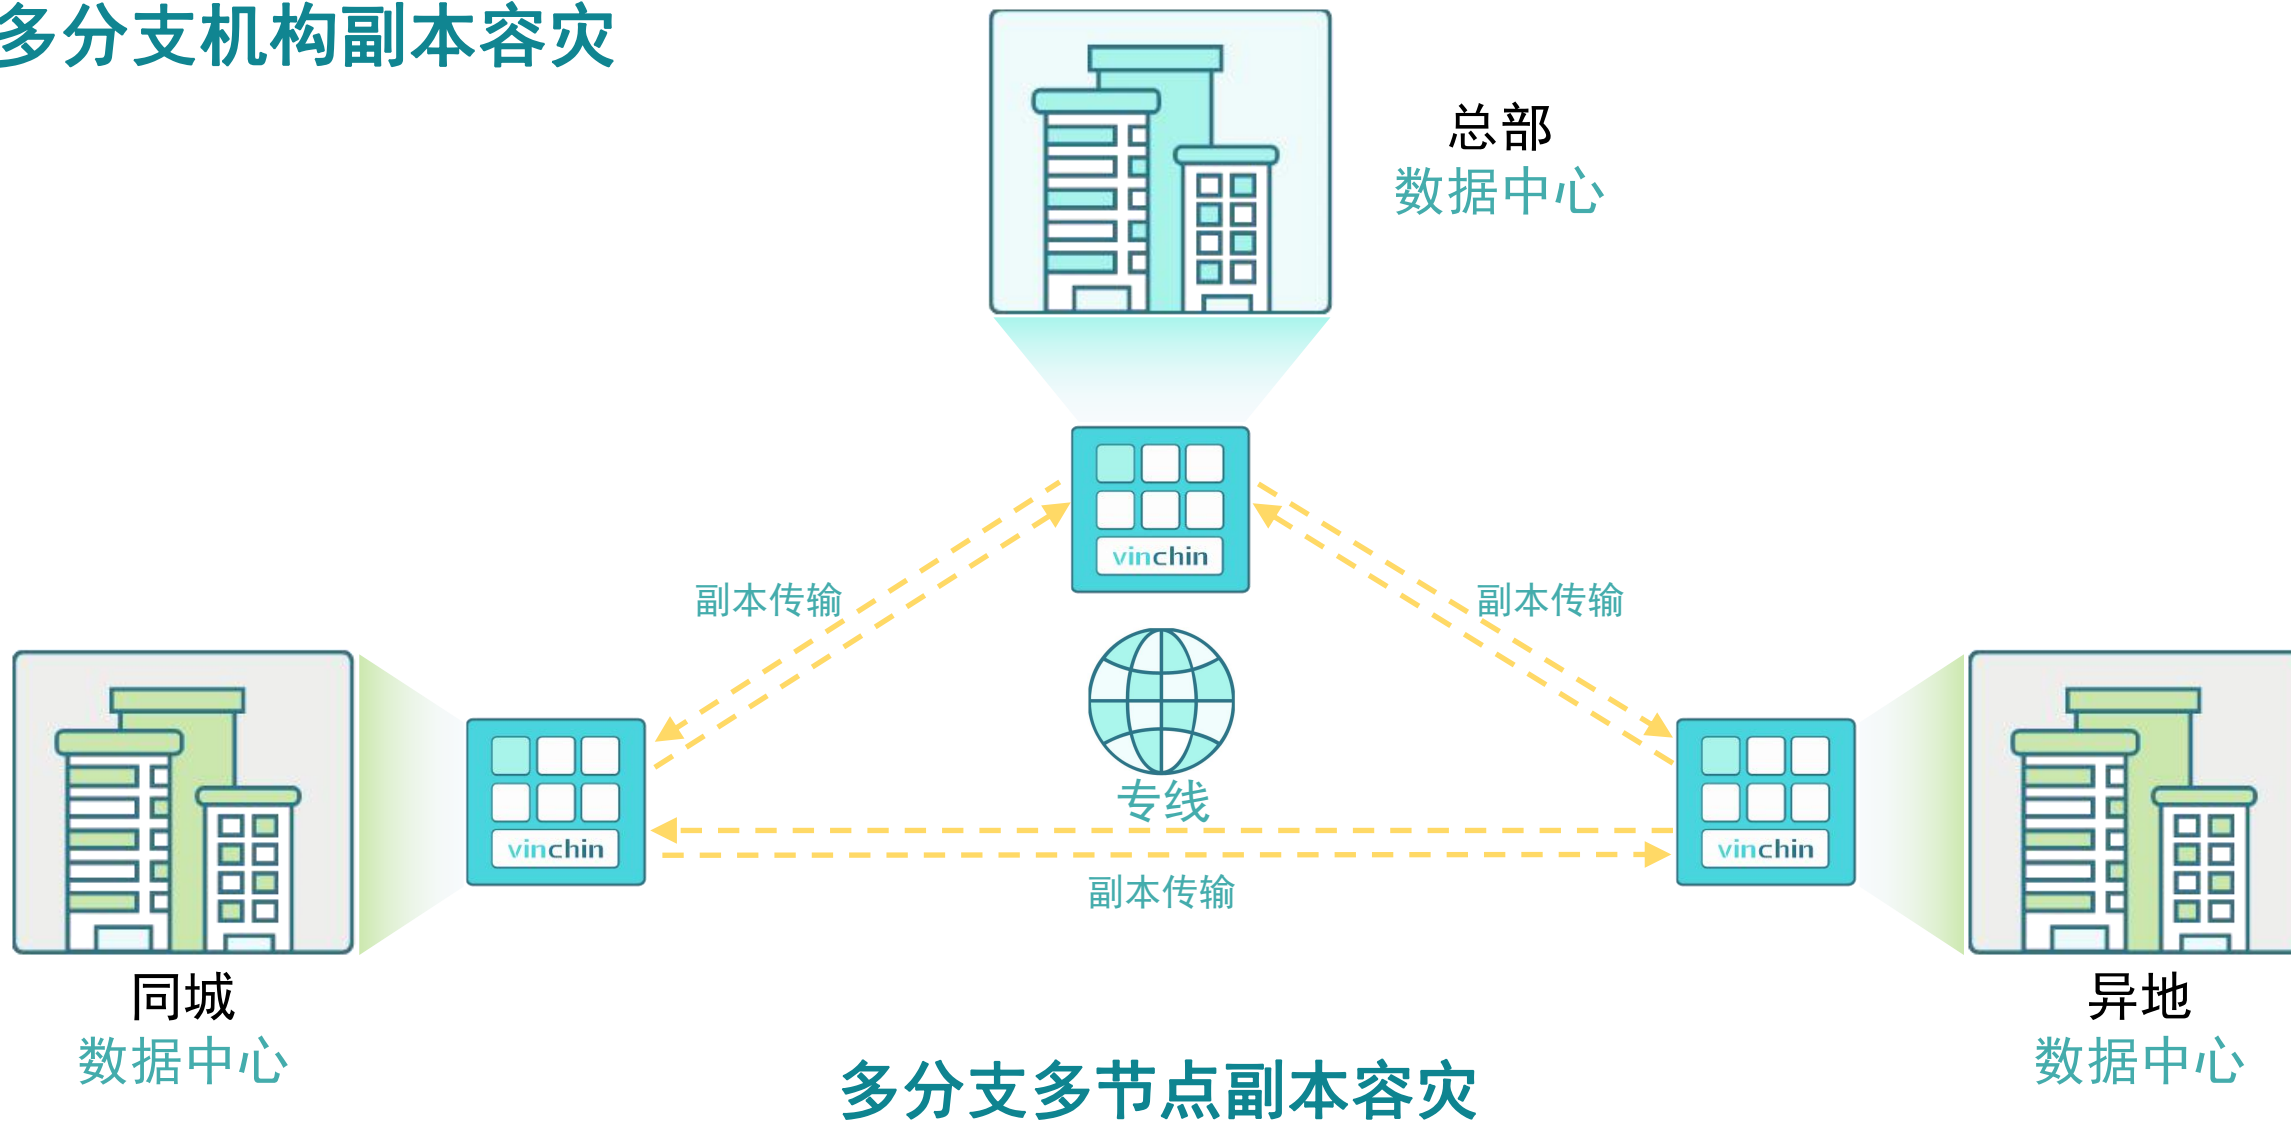 多分支机构副本容灾
总部
数据中心
vinchin
副本传输
副本传输
专线
vinchin
vinchin
副本传输
同城
数据中心
异地
数据中心
多分支多节点副本容灾